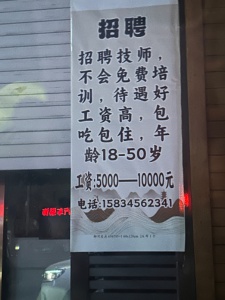 招聘
招聘技师，
不会免费培
训，待遇好
工资高，包
吃包住，年
龄18-50岁
工资:5000——10000元
电话:15834562341